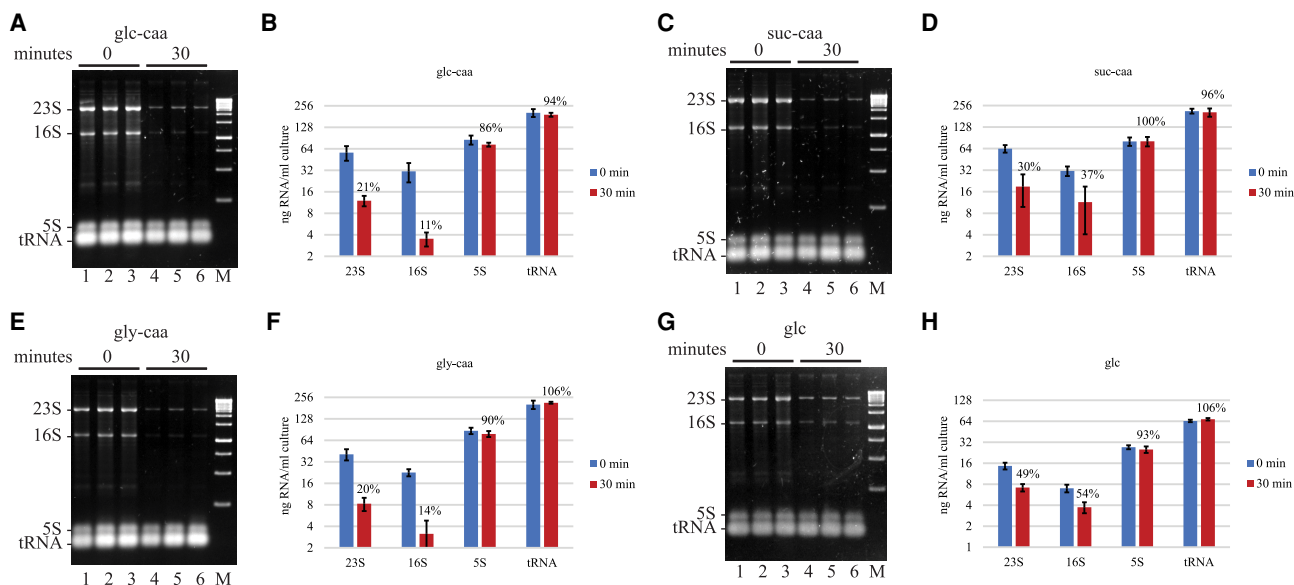 A
glc-caa
minutes 0 30
23S
16S
5S
tRNA
1 2 3 4 5 6 M
B
glc-caa
ng RNA/ml culture
256
128
64
32
16
8
4
2
21%
11%
86%
94%
23S 16S 5S tRNA
0 min
30 min
C
suc-caa
minutes 0 30
23S
16S
5S
tRNA
1 2 3 4 5 6 M
D
suc-caa
ng RNA/ml culture
256
128
64
32
16
8
4
2
30%
37%
100%
96%
23S 16S 5S tRNA
0 min
30 min
E
gly-caa
minutes 0 30
23S
16S
5S
tRNA
1 2 3 4 5 6 M
F
gly-caa
ng RNA/ml culture
256
128
64
32
16
8
4
2
20%
14%
90%
106%
23S 16S 5S tRNA
0 min
30 min
G
glc
minutes 0 30
23S
16S
5S
tRNA
1 2 3 4 5 6 M
H
glc
ng RNA/ml culture
128
64
32
16
8
4
2
1
49%
54%
93%
106%
23S 16S 5S tRNA
0 min
30 min